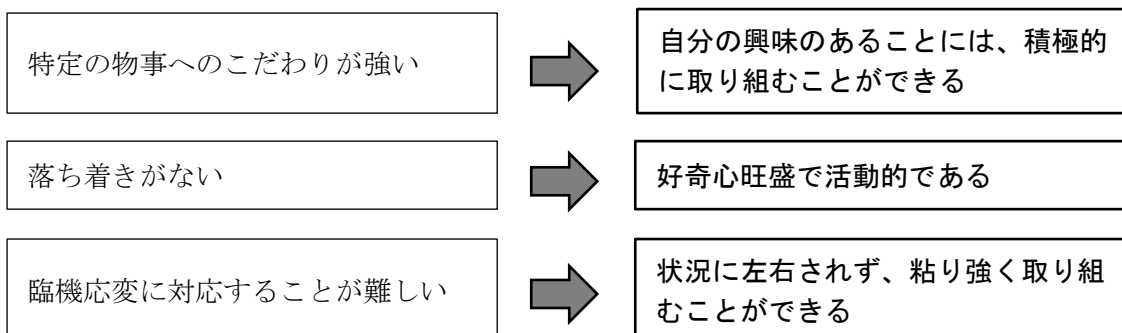 特定の物事へのこだわりが強い
自分の興味のあることには、積極的
に取り組むことができる
落ち着きがない
好奇心旺盛で活動的である
臨機応変に対応することが難しい
状況に左右されず、粘り強く取り組
むことができる